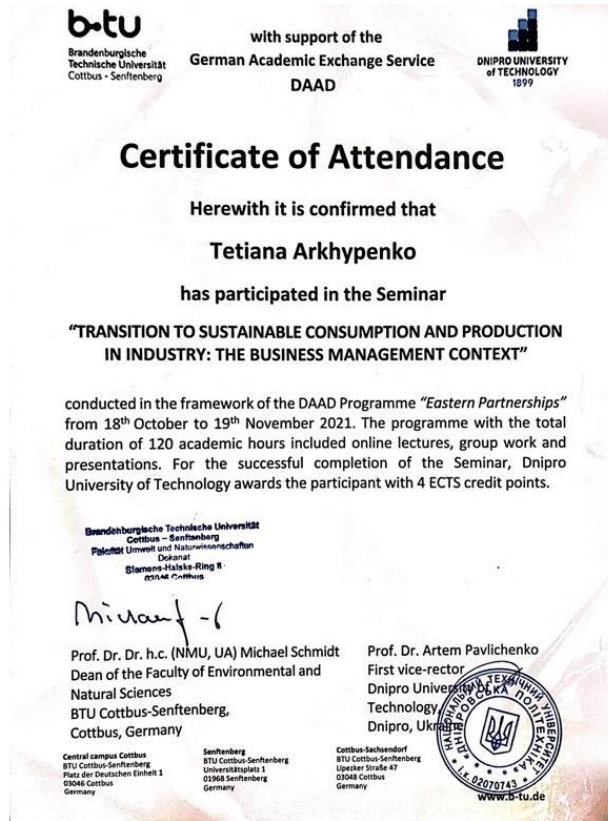 b-tu
Brandenburgische
Technische Universität
Cottbus - Senftenberg
with support of the
German Academic Exchange Service
DAAD
DNIPRO UNIVERSITY
of TECHNOLOGY
1899
Certificate of Attendance
Herewith it is confirmed that
Tetiana Arkhypenko
has participated in the Seminar
“TRANSITION TO SUSTAINABLE CONSUMPTION AND PRODUCTION
IN INDUSTRY: THE BUSINESS MANAGEMENT CONTEXT”
conducted in the framework of the DAAD Programme “Eastern Partnerships”
from 18th October to 19th November 2021. The programme with the total
duration of 120 academic hours included online lectures, group work and
presentations. For the successful completion of the Seminar, Dnipro
University of Technology awards the participant with 4 ECTS credit points.
Brandenburgische Technische Universität
Cottbus – Senftenberg
Fakultät Umwelt und Naturwissenschaften
Dekanat
Siemens-Halske-Ring 8
03046 Cottbus
Prof. Dr. Dr. h.c. (NMU, UA) Michael Schmidt
Dean of the Faculty of Environmental and
Natural Sciences
BTU Cottbus-Senftenberg,
Cottbus, Germany
Prof. Dr. Artem Pavlichenko
First vice-rector
Dnipro University of
Technology,
Dnipro, Ukraine
ТЕХНІЧНИЙ УНІВЕРСИТЕТ
ДНІПРОВСЬКА ПОЛІТЕХНІКА
І.К. 02070743
Central campus Cottbus
BTU Cottbus-Senftenberg
Platz der Deutschen Einheit 1
03046 Cottbus
Germany
Senftenberg
BTU Cottbus-Senftenberg
Universitätsplatz 1
01968 Senftenberg
Germany
Cottbus-Sachsendorf
BTU Cottbus-Senftenberg
Lipezker Straße 47
03048 Cottbus
Germany
www.b-tu.de